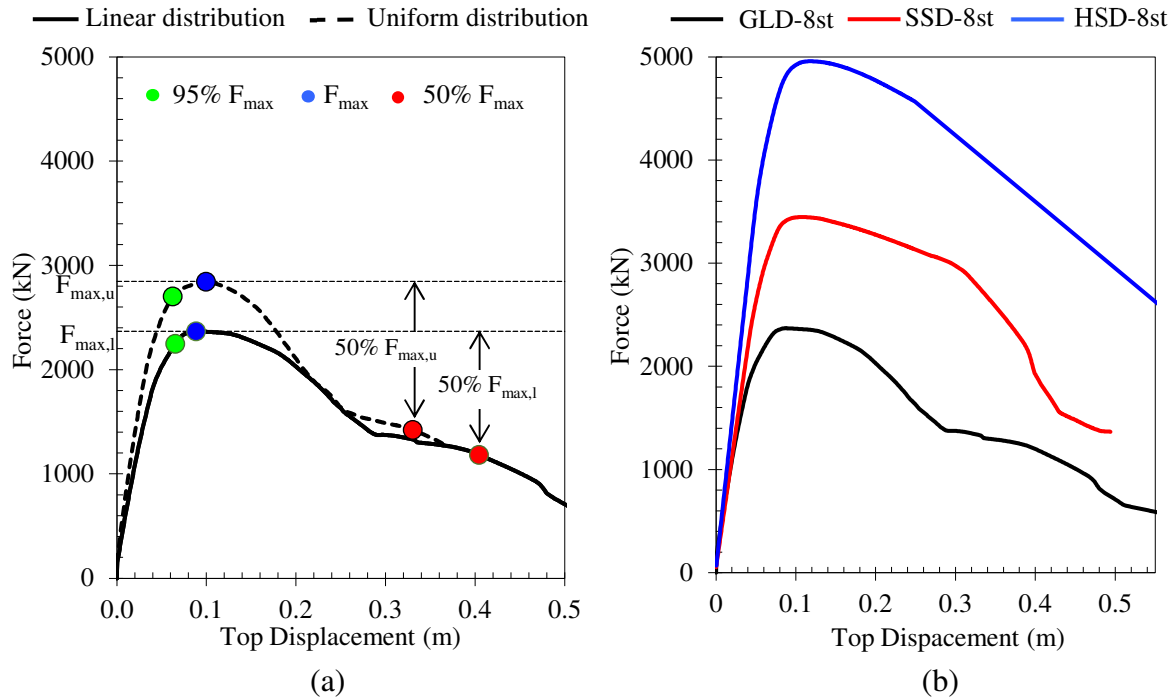 Linear distribution Uniform distribution
95% Fmax Fmax 50% Fmax
5000
4000
3000
2000
1000
0
Force (kN)
Fmax,u
Fmax,l
50% Fmax,u
50% Fmax,l
0.0 0.1 0.2 0.3 0.4 0.5
Top Displacement (m)
(a)
GLD-8st SSD-8st HSD-8st
5000
4000
3000
2000
1000
0
Force (kN)
0 0.1 0.2 0.3 0.4 0.5
Top Dispacement (m)
(b)